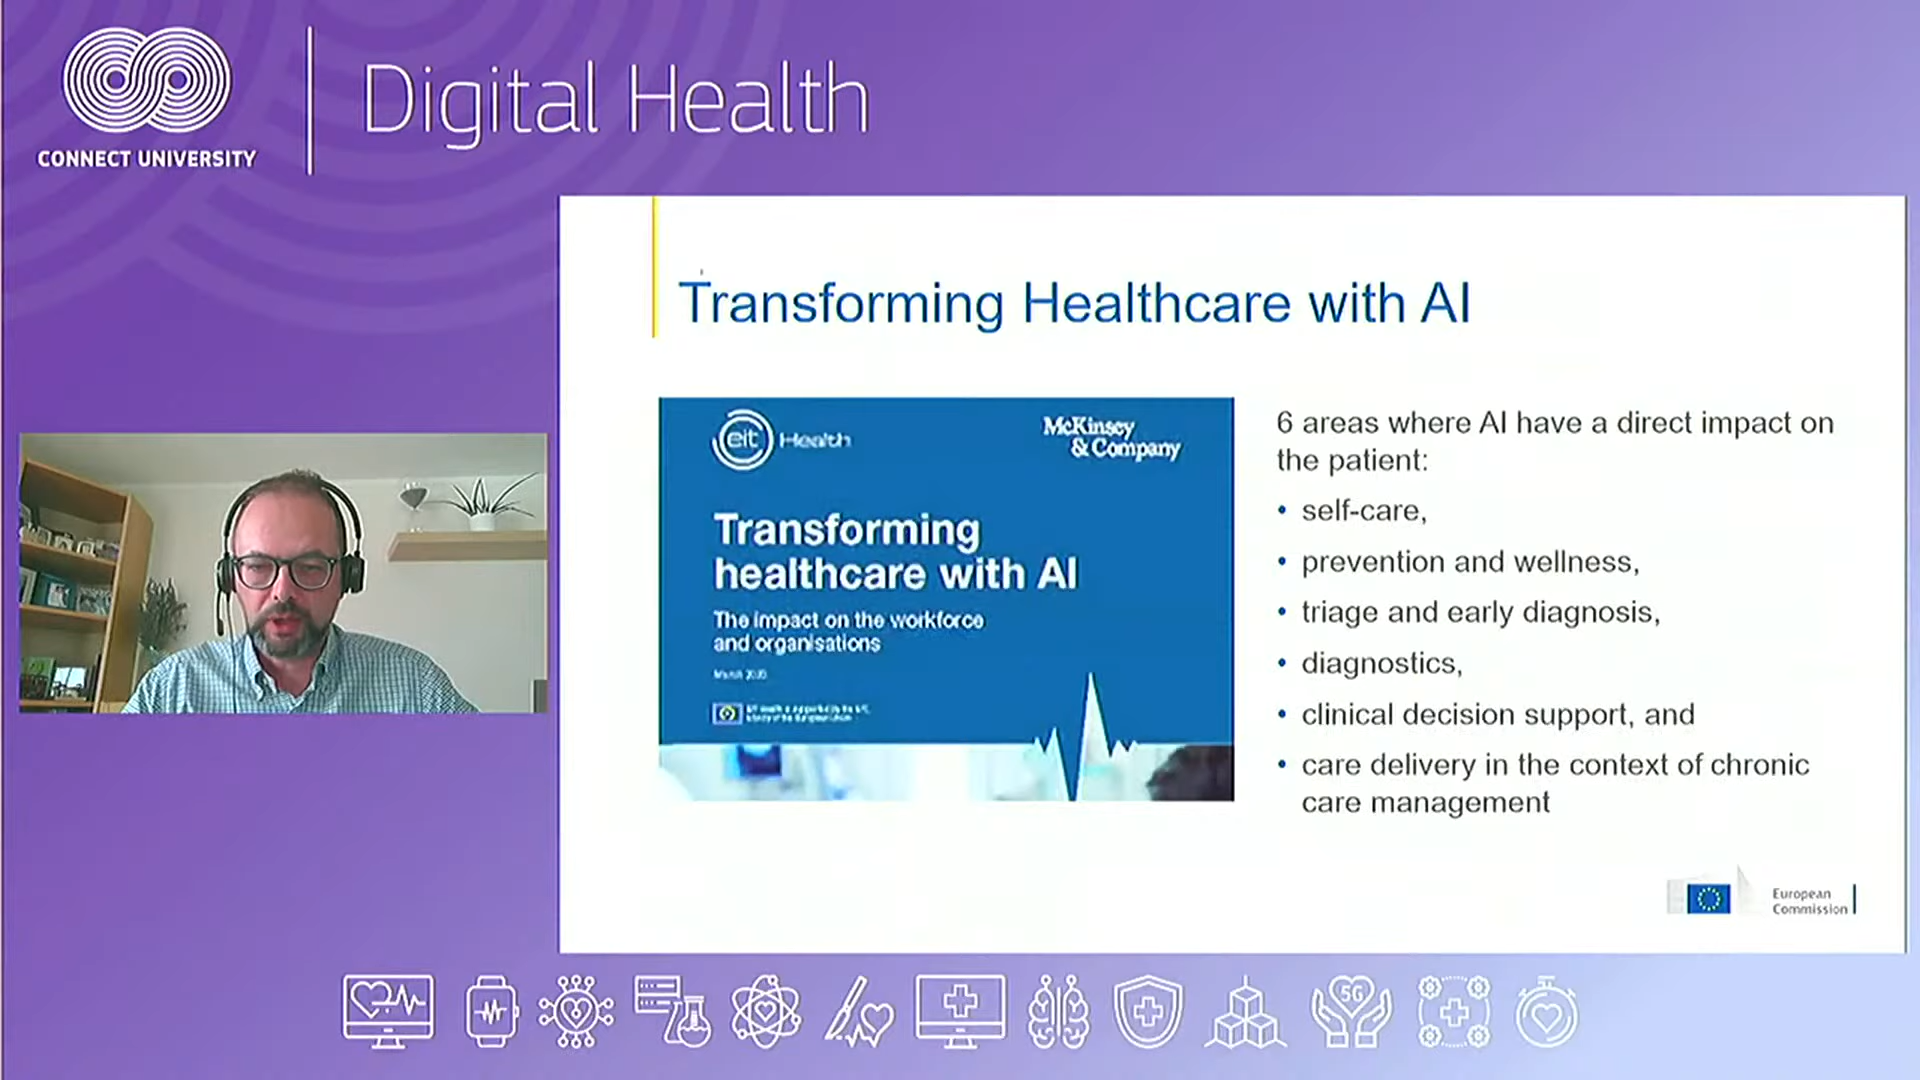 CONNECT UNIVERSITY
Digital Health
Transforming Healthcare with AI
eit Health
McKinsey
& Company
Transforming
healthcare with AI
The impact on the workforce
and organisations
March 2020
6 areas where AI have a direct impact on
the patient:
• self-care,
• prevention and wellness,
• triage and early diagnosis,
• diagnostics,
• clinical decision support, and
• care delivery in the context of chronic
care management
European
Commission
5G